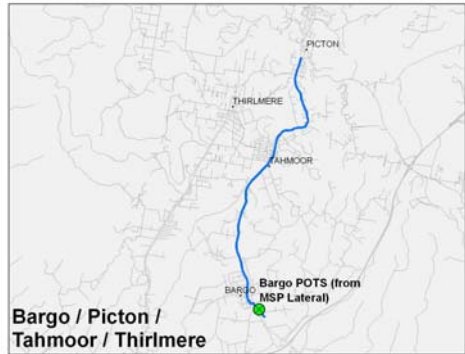 PICTON
THIRLMERE
TAHMOOR
BARGO
Bargo POTS (from
MSP Lateral)
Bargo / Picton /
Tahmoor / Thirlmere